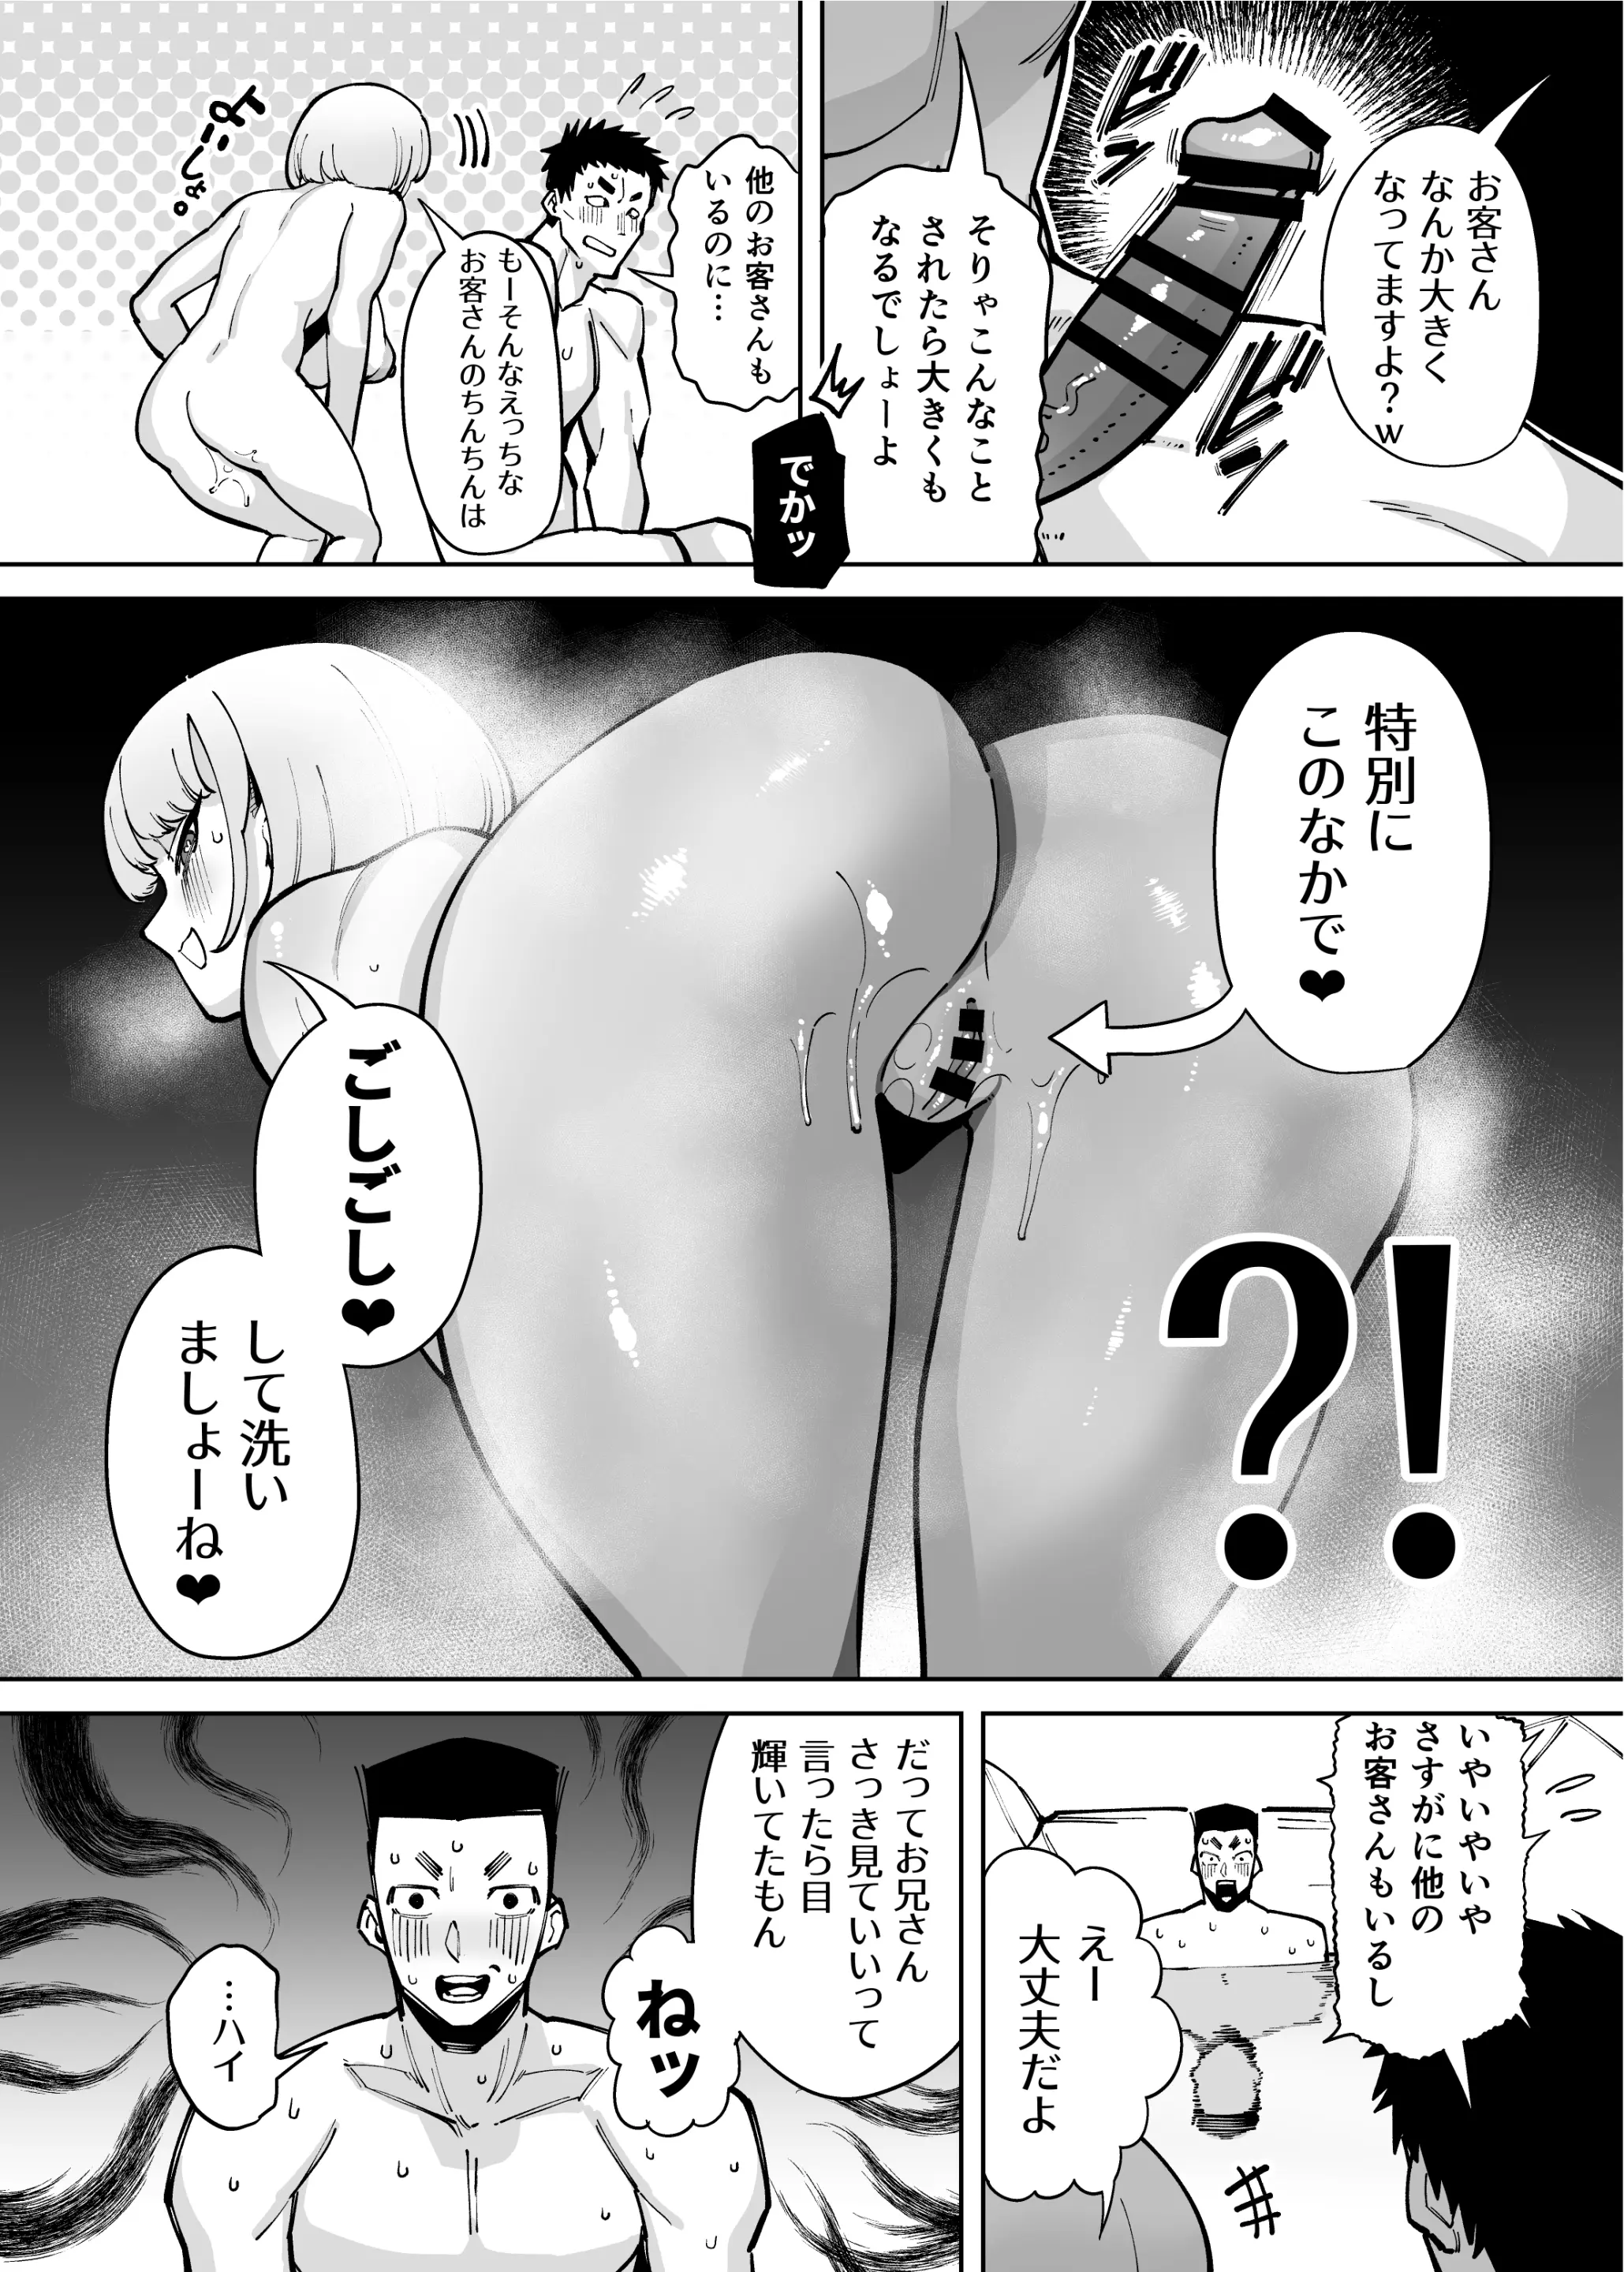 お客さん
なんか大きく
なってますよ?w
ビク
ビクッ
そりゃこんなこと
されたら大きくも
なるでしょーよ
でかッ
他のお客さんも
いるのに…
もーそんなえっちな
お客さんのちんちんは
よいしょ。
特別に
このなかで❤
ごしごし❤
して洗い
ましょーね❤
?!
いやいやいや
さすがに他の
お客さんもいるし
えー
大丈夫だよ
だってお兄さん
さっき見ていいって
言ったら目
輝いてたもん
ねッ
…ハイ